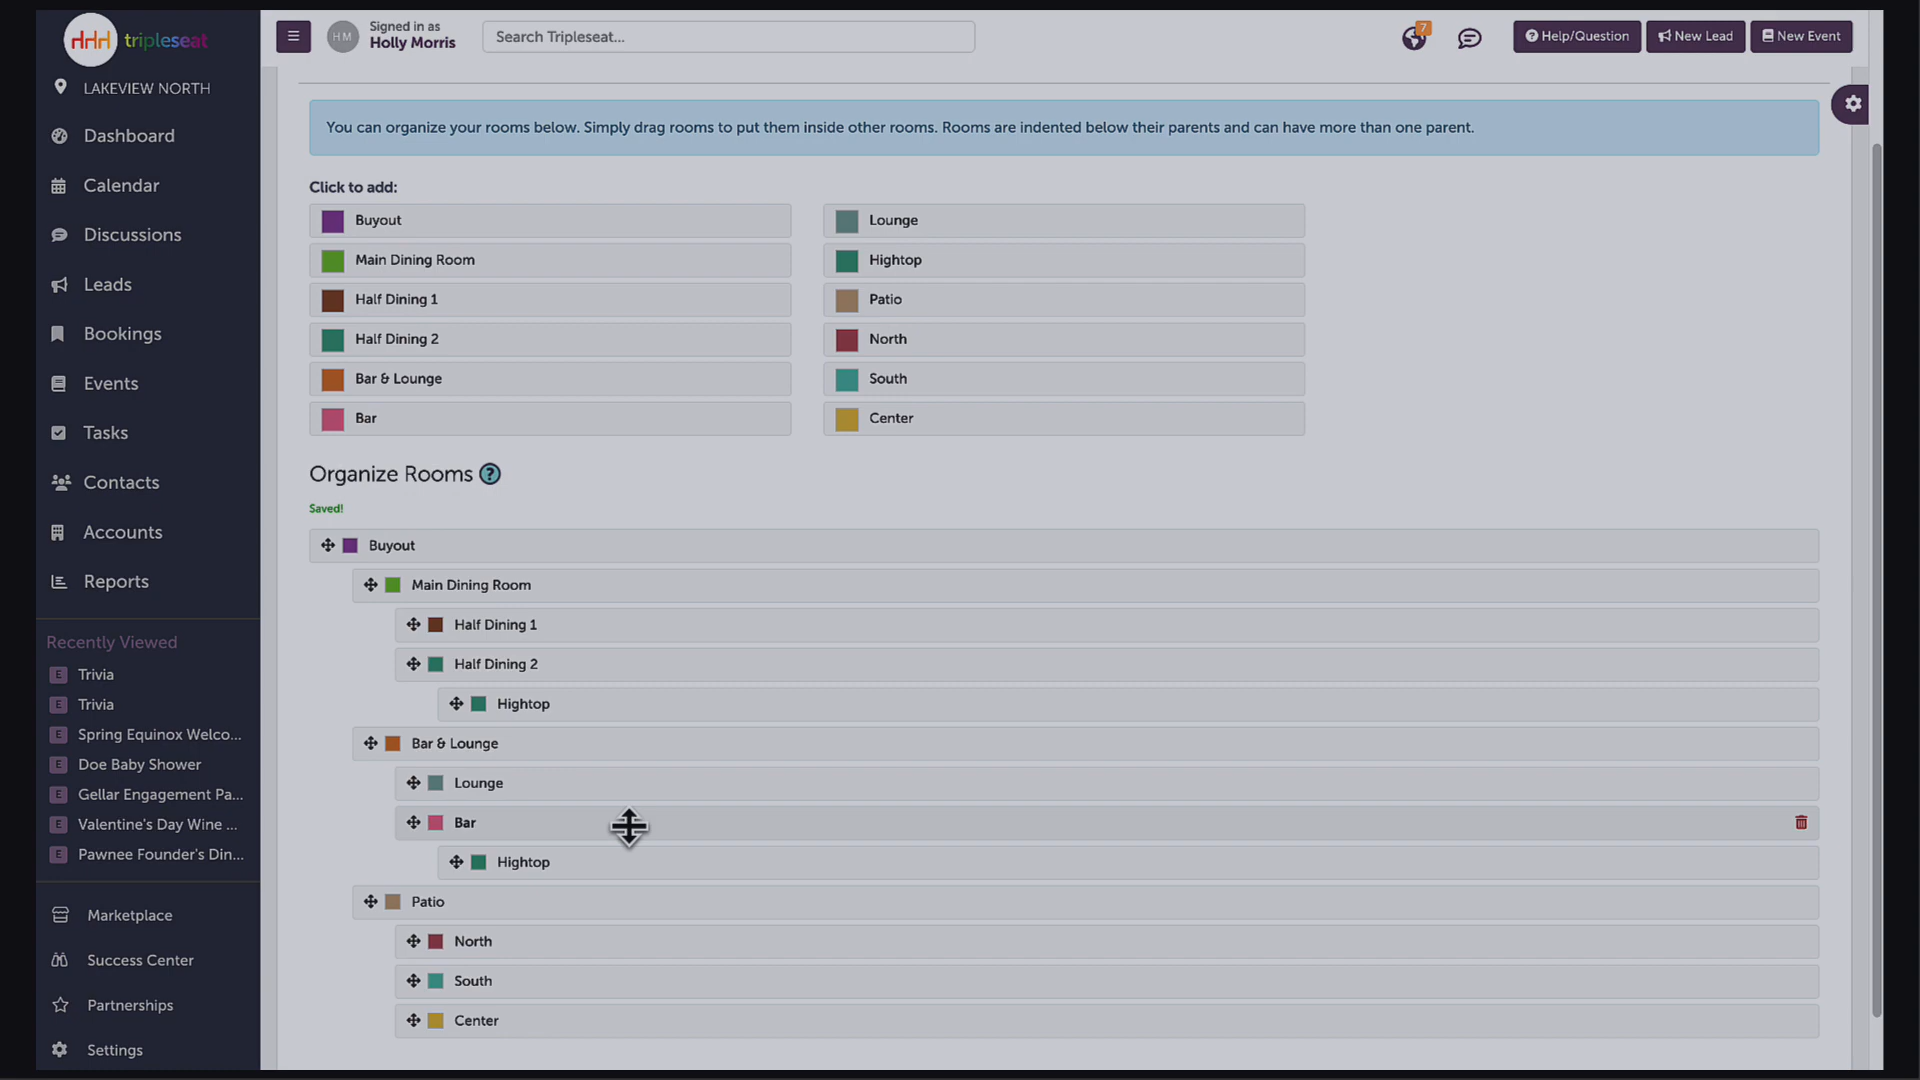 tripleseat
LAKEVIEW NORTH
Dashboard
Calendar
Discussions
Leads
Bookings
Events
Tasks
Contacts
Accounts
Reports
Recently Viewed
E Trivia
E Trivia
E Spring Equinox Welco...
E Doe Baby Shower
E Gellar Engagement Pa...
E Valentine's Day Wine ...
E Pawnee Founder's Din...
Marketplace
Success Center
Partnerships
Settings
HM
Signed in as
Holly Morris
Search Tripleseat...
7
Help/Question
New Lead
New Event
You can organize your rooms below. Simply drag rooms to put them inside other rooms. Rooms are indented below their parents and can have more than one parent.
Click to add:
Buyout
Main Dining Room
Half Dining 1
Half Dining 2
Bar & Lounge
Bar
Lounge
Hightop
Patio
North
South
Center
Organize Rooms ?
Saved!
Buyout
Main Dining Room
Half Dining 1
Half Dining 2
Hightop
Bar & Lounge
Lounge
Bar
Hightop
Patio
North
South
Center